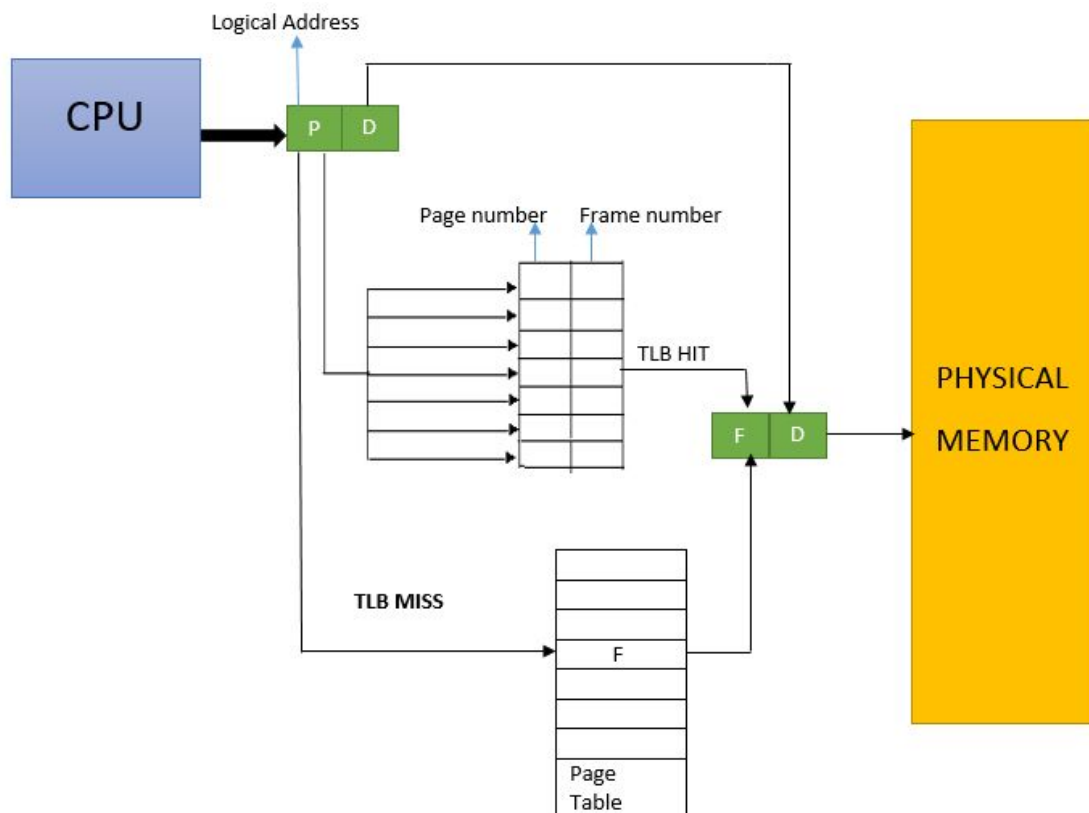 Logical Address
CPU
P D
Page number Frame number
TLB HIT
F D
PHYSICAL
MEMORY
TLB MISS
F
Page
Table